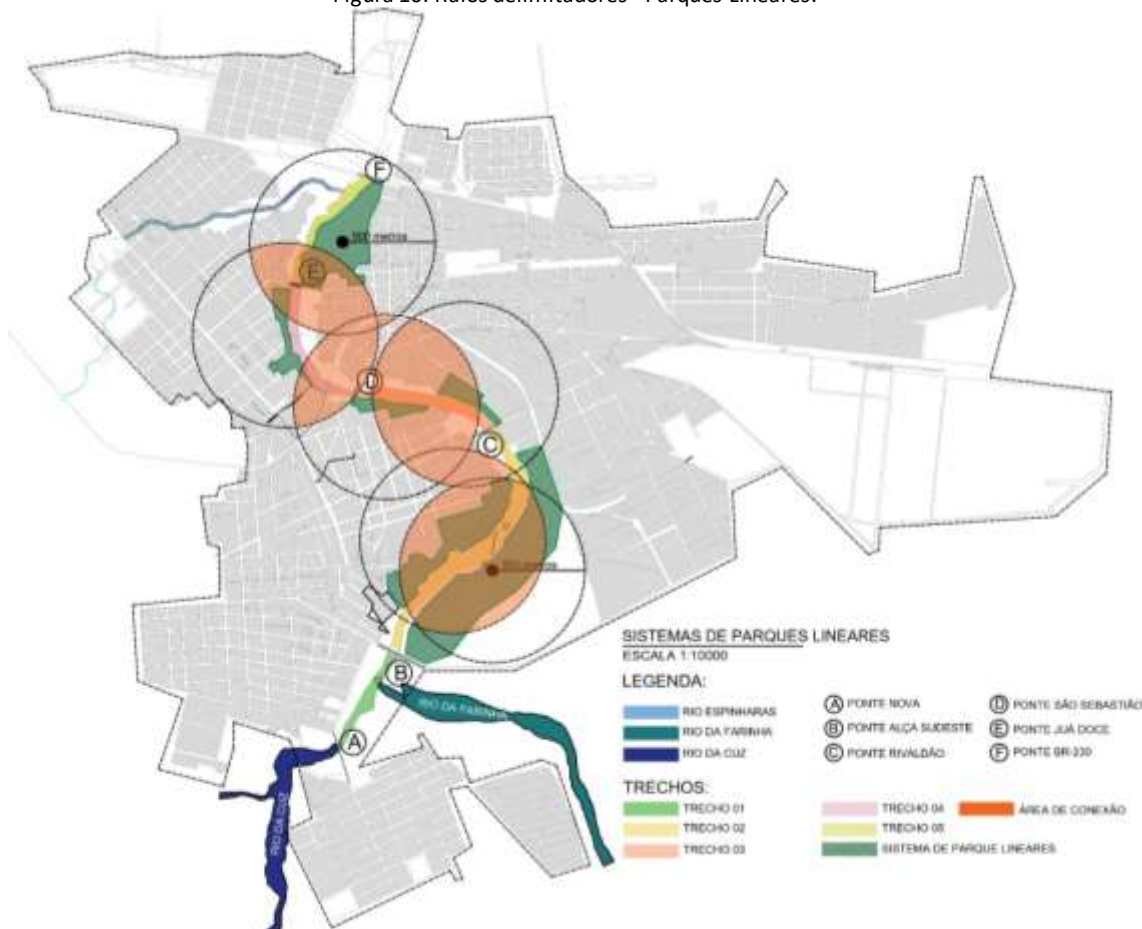 Figura 10: Raios delimitadores - Parques Lineares.
F
500 metros
E
D
C
B
RIO DA FARINHA
A
SISTEMAS DE PARQUES LINEARES
ESCALA 1:10000
LEGENDA:
RIO ESPINHARAS
RIO DA FARINHA
RIO DA CUZ
A PONTE NOVA
B PONTE ALÇA SUDESTE
C PONTE RIVALDÃO
D PONTE SÃO SEBASTIÃO
E PONTE JUÁ DOCE
F PONTE BR-230
TRECHOS:
TRECHO 01
TRECHO 02
TRECHO 03
TRECHO 04
TRECHO 05
SISTEMA DE PARQUE LINEARES
ÁREA DE CONEXÃO